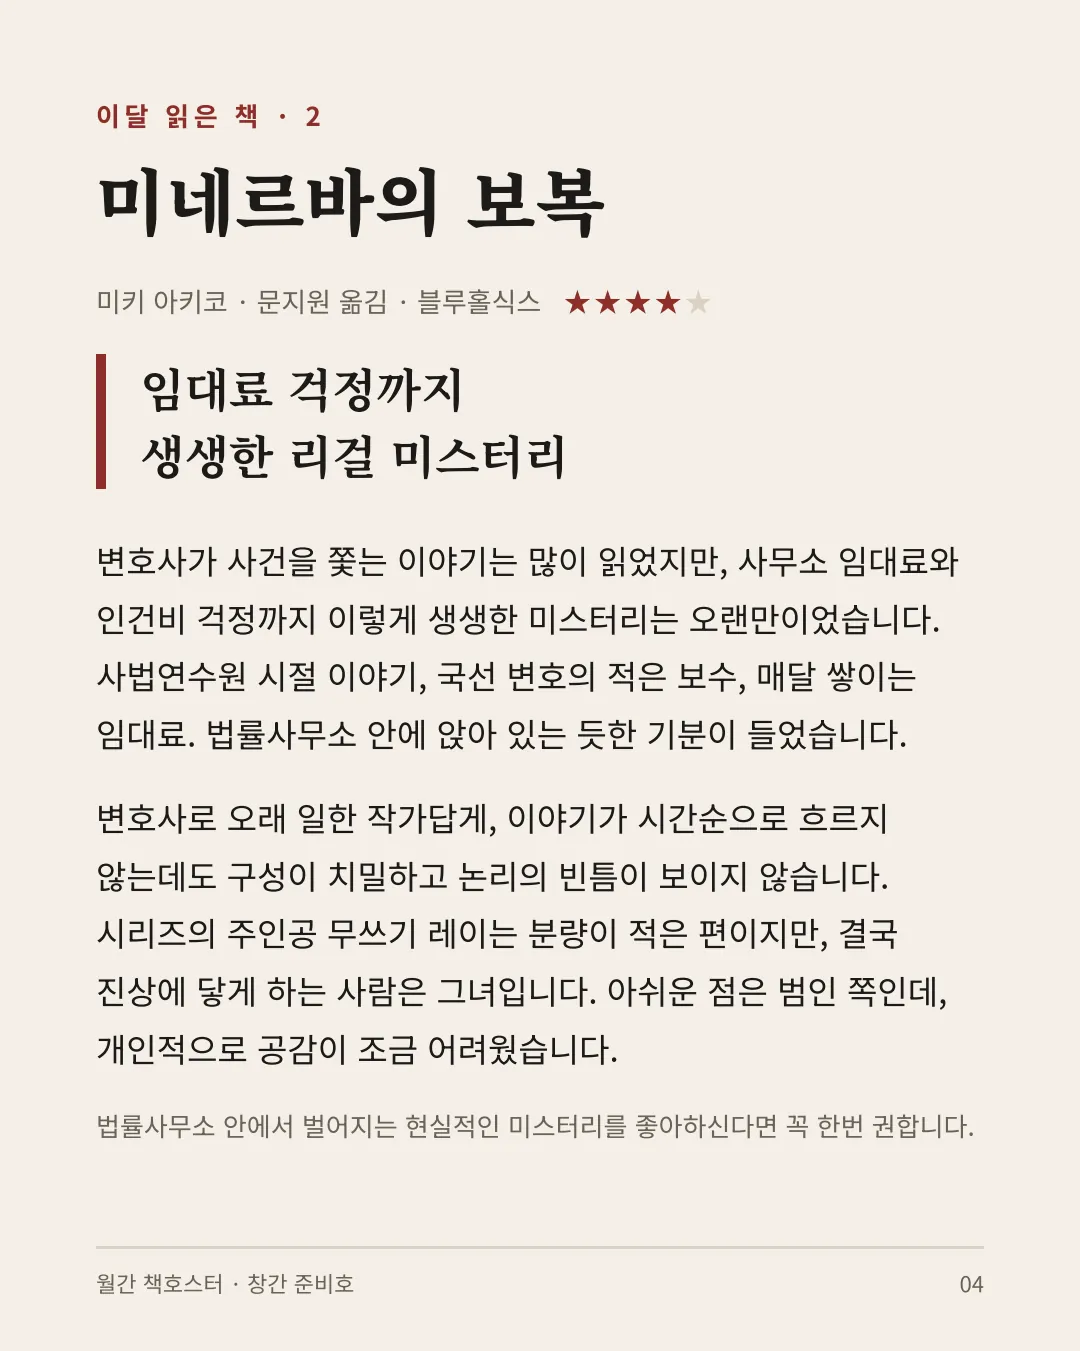 이달 읽은 책 · 2
미네르바의 보복
미키 아키코 · 문지원 옮김 · 블루홀식스 ★★★★★
임대료 걱정까지
생생한 리걸 미스터리
변호사가 사건을 쫓는 이야기는 많이 읽었지만, 사무소 임대료와
인건비 걱정까지 이렇게 생생한 미스터리는 오랜만이었습니다.
사법연수원 시절 이야기, 국선 변호의 적은 보수, 매달 쌓이는
임대료. 법률사무소 안에 앉아 있는 듯한 기분이 들었습니다.
변호사로 오래 일한 작가답게, 이야기가 시간순으로 흐르지
않는데도 구성이 치밀하고 논리의 빈틈이 보이지 않습니다.
시리즈의 주인공 무쓰기 레이는 분량이 적은 편이지만, 결국
진상에 닿게 하는 사람은 그녀입니다. 아쉬운 점은 범인 쪽인데,
개인적으로 공감이 조금 어려웠습니다.
법률사무소 안에서 벌어지는 현실적인 미스터리를 좋아하신다면 꼭 한번 권합니다.
월간 책호스터 · 창간 준비호
04